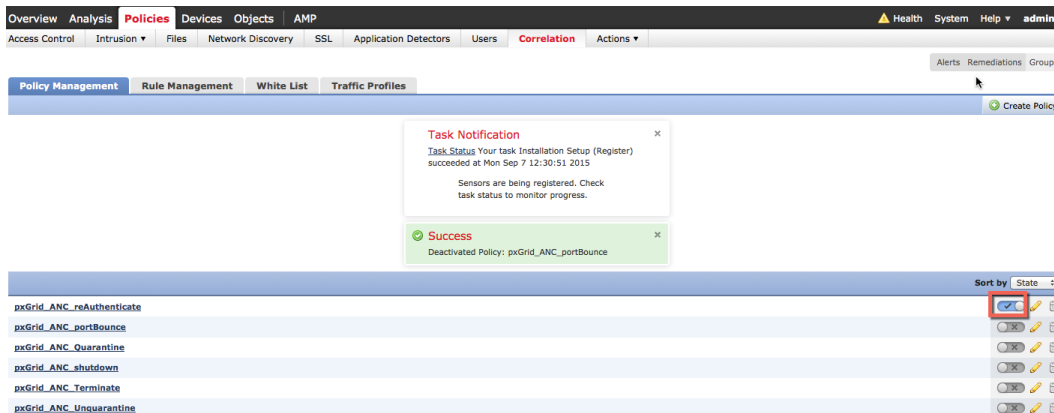 Overview Analysis Policies Devices Objects AMP Health System Help ▾ admin
Access Control Intrusion ▾ Files Network Discovery SSL Application Detectors Users Correlation Actions ▾
Alerts Remediations Group
Policy Management Rule Management White List Traffic Profiles
Create Policy
Task Notification ×
Task Status Your task Installation Setup (Register)
succeeded at Mon Sep 7 12:30:51 2015
Sensors are being registered. Check
task status to monitor progress.
Success ×
Deactivated Policy: pxGrid_ANC_portBounce
Sort by State
pxGrid_ANC_reAuthenticate
pxGrid_ANC_portBounce
pxGrid_ANC_Quarantine
pxGrid_ANC_shutdown
pxGrid_ANC_Terminate
pxGrid_ANC_Unquarantine